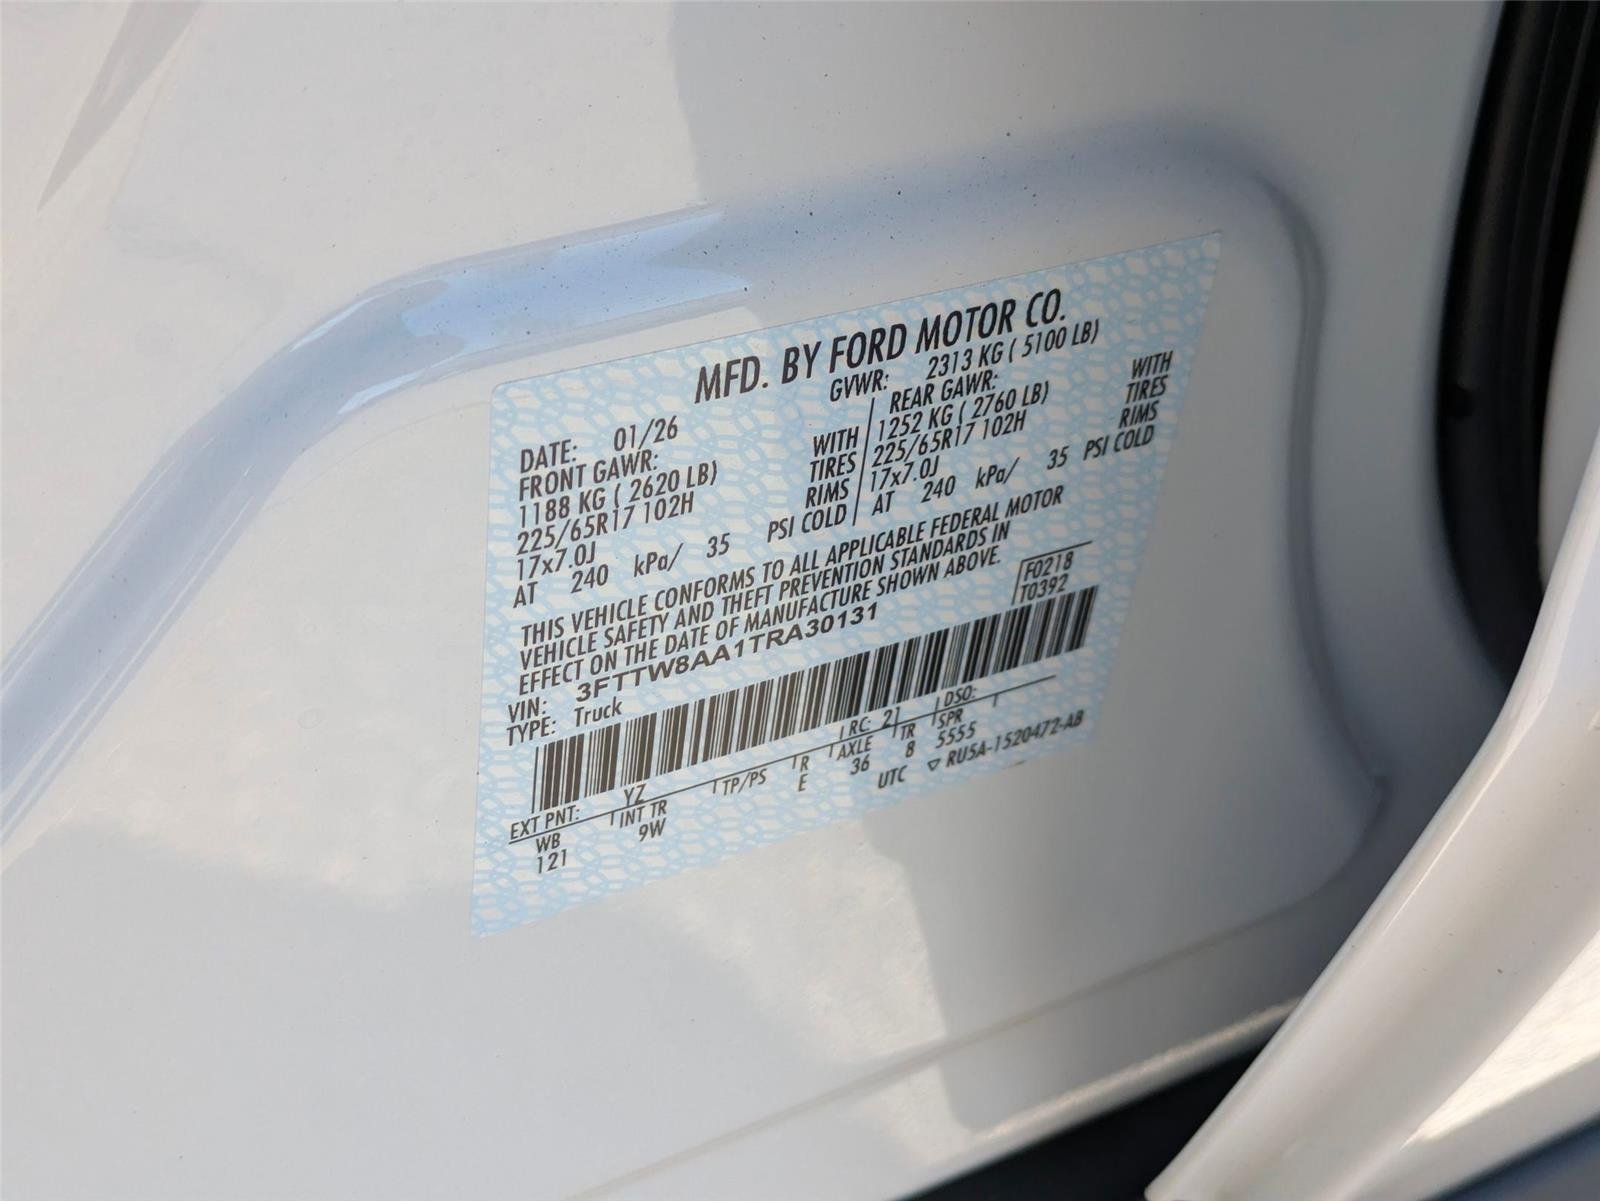 MFD. BY FORD MOTOR CO.
DATE: 01/26 GVWR: 2313 KG ( 5100 LB)
FRONT GAWR: REAR GAWR:
1188 KG ( 2620 LB) WITH 1252 KG ( 2760 LB) WITH
225/65R17 102H TIRES 225/65R17 102H TIRES
17x7.0J RIMS 17x7.0J RIMS
AT 240 kPa/ 35 PSI COLD AT 240 kPa/ 35 PSI COLD
THIS VEHICLE CONFORMS TO ALL APPLICABLE FEDERAL MOTOR
VEHICLE SAFETY AND THEFT PREVENTION STANDARDS IN
EFFECT ON THE DATE OF MANUFACTURE SHOWN ABOVE.
F0218
T0392
VIN: 3FTTW8AA1TRA30131
TYPE: Truck
EXT PNT: YZ RC: 21 DSO:
WB INT TR TP/PS R AXLE TR SPR
121 9W E 36 8 5555
UTC ▽ RU5A-1520472-AB